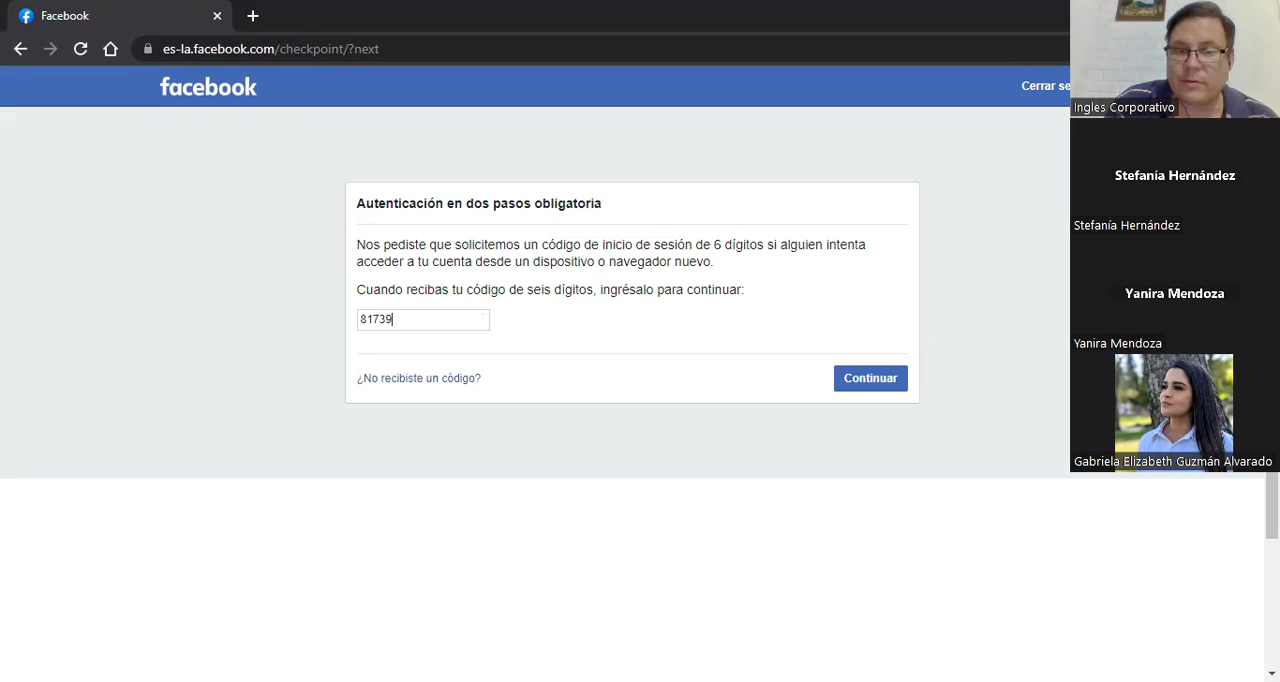 Facebook
es-la.facebook.com/checkpoint/?next
facebook
Cerrar se
Autenticación en dos pasos obligatoria
Nos pediste que solicitemos un código de inicio de sesión de 6 dígitos si alguien intenta
acceder a tu cuenta desde un dispositivo o navegador nuevo.
Cuando recibas tu código de seis dígitos, ingrésalo para continuar:
81739
¿No recibiste un código?
Continuar
Ingles Corporativo
Stefanía Hernández
Stefanía Hernández
Yanira Mendoza
Yanira Mendoza
Gabriela Elizabeth Guzmán Alvarado